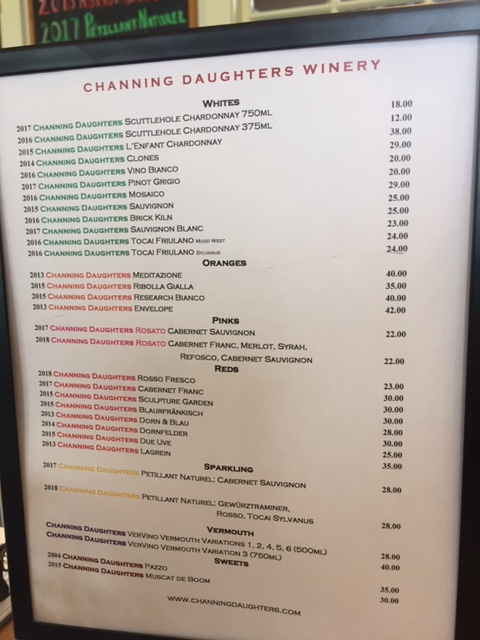 2017 PETILLANT NATUREL
CHANNING DAUGHTERS WINERY
WHITES
2017 CHANNING DAUGHTERS SCUTTLEHOLE CHARDONNAY 750ML 18.00
2016 CHANNING DAUGHTERS SCUTTLEHOLE CHARDONNAY 375ML 12.00
2015 CHANNING DAUGHTERS L'ENFANT CHARDONNAY 38.00
2014 CHANNING DAUGHTERS CLONES 29.00
2016 CHANNING DAUGHTERS VINO BIANCO 20.00
2017 CHANNING DAUGHTERS PINOT GRIGIO 20.00
2016 CHANNING DAUGHTERS MOSAICO 29.00
2015 CHANNING DAUGHTERS SAUVIGNON 25.00
2016 CHANNING DAUGHTERS BRICK KILN 25.00
2017 CHANNING DAUGHTERS SAUVIGNON BLANC 23.00
2016 CHANNING DAUGHTERS TOCAI FRIULANO MUDD WEST 24.00
2016 CHANNING DAUGHTERS TOCAI FRIULANO SYLVANUS 24.00
ORANGES
2013 CHANNING DAUGHTERS MEDITAZIONE 40.00
2015 CHANNING DAUGHTERS RIBOLLA GIALLA 35.00
2015 CHANNING DAUGHTERS RESEARCH BIANCO 40.00
2013 CHANNING DAUGHTERS ENVELOPE 42.00
PINKS
2017 CHANNING DAUGHTERS ROSATO CABERNET SAUVIGNON 22.00
2018 CHANNING DAUGHTERS ROSATO CABERNET FRANC, MERLOT, SYRAH,
REFOSCO, CABERNET SAUVIGNON 22.00
REDS
2018 CHANNING DAUGHTERS ROSSO FRESCO 23.00
2017 CHANNING DAUGHTERS CABERNET FRANC 30.00
2015 CHANNING DAUGHTERS SCULPTURE GARDEN 30.00
2015 CHANNING DAUGHTERS BLAUFRÄNKISCH 30.00
2013 CHANNING DAUGHTERS DORN & BLAU 28.00
2014 CHANNING DAUGHTERS DORNFELDER 30.00
2015 CHANNING DAUGHTERS DUE UVE 25.00
2013 CHANNING DAUGHTERS LAGREIN 35.00
SPARKLING
2017 CHANNING DAUGHTERS PETILLANT NATUREL; CABERNET SAUVIGNON 28.00
2018 CHANNING DAUGHTERS PETILLANT NATUREL; GEWÜRZTRAMINER,
ROSSO, TOCAI SYLVANUS 28.00
VERMOUTH
CHANNING DAUGHTERS VERVINO VERMOUTH VARIATIONS 1, 2, 4, 5, 6 (500ML) 28.00
CHANNING DAUGHTERS VERVINO VERMOUTH VARIATION 3 (750ML) 40.00
SWEETS
2004 CHANNING DAUGHTERS PAZZO 35.00
2015 CHANNING DAUGHTERS MUSCAT DE BOOM 30.00
WWW.CHANNINGDAUGHTERS.COM